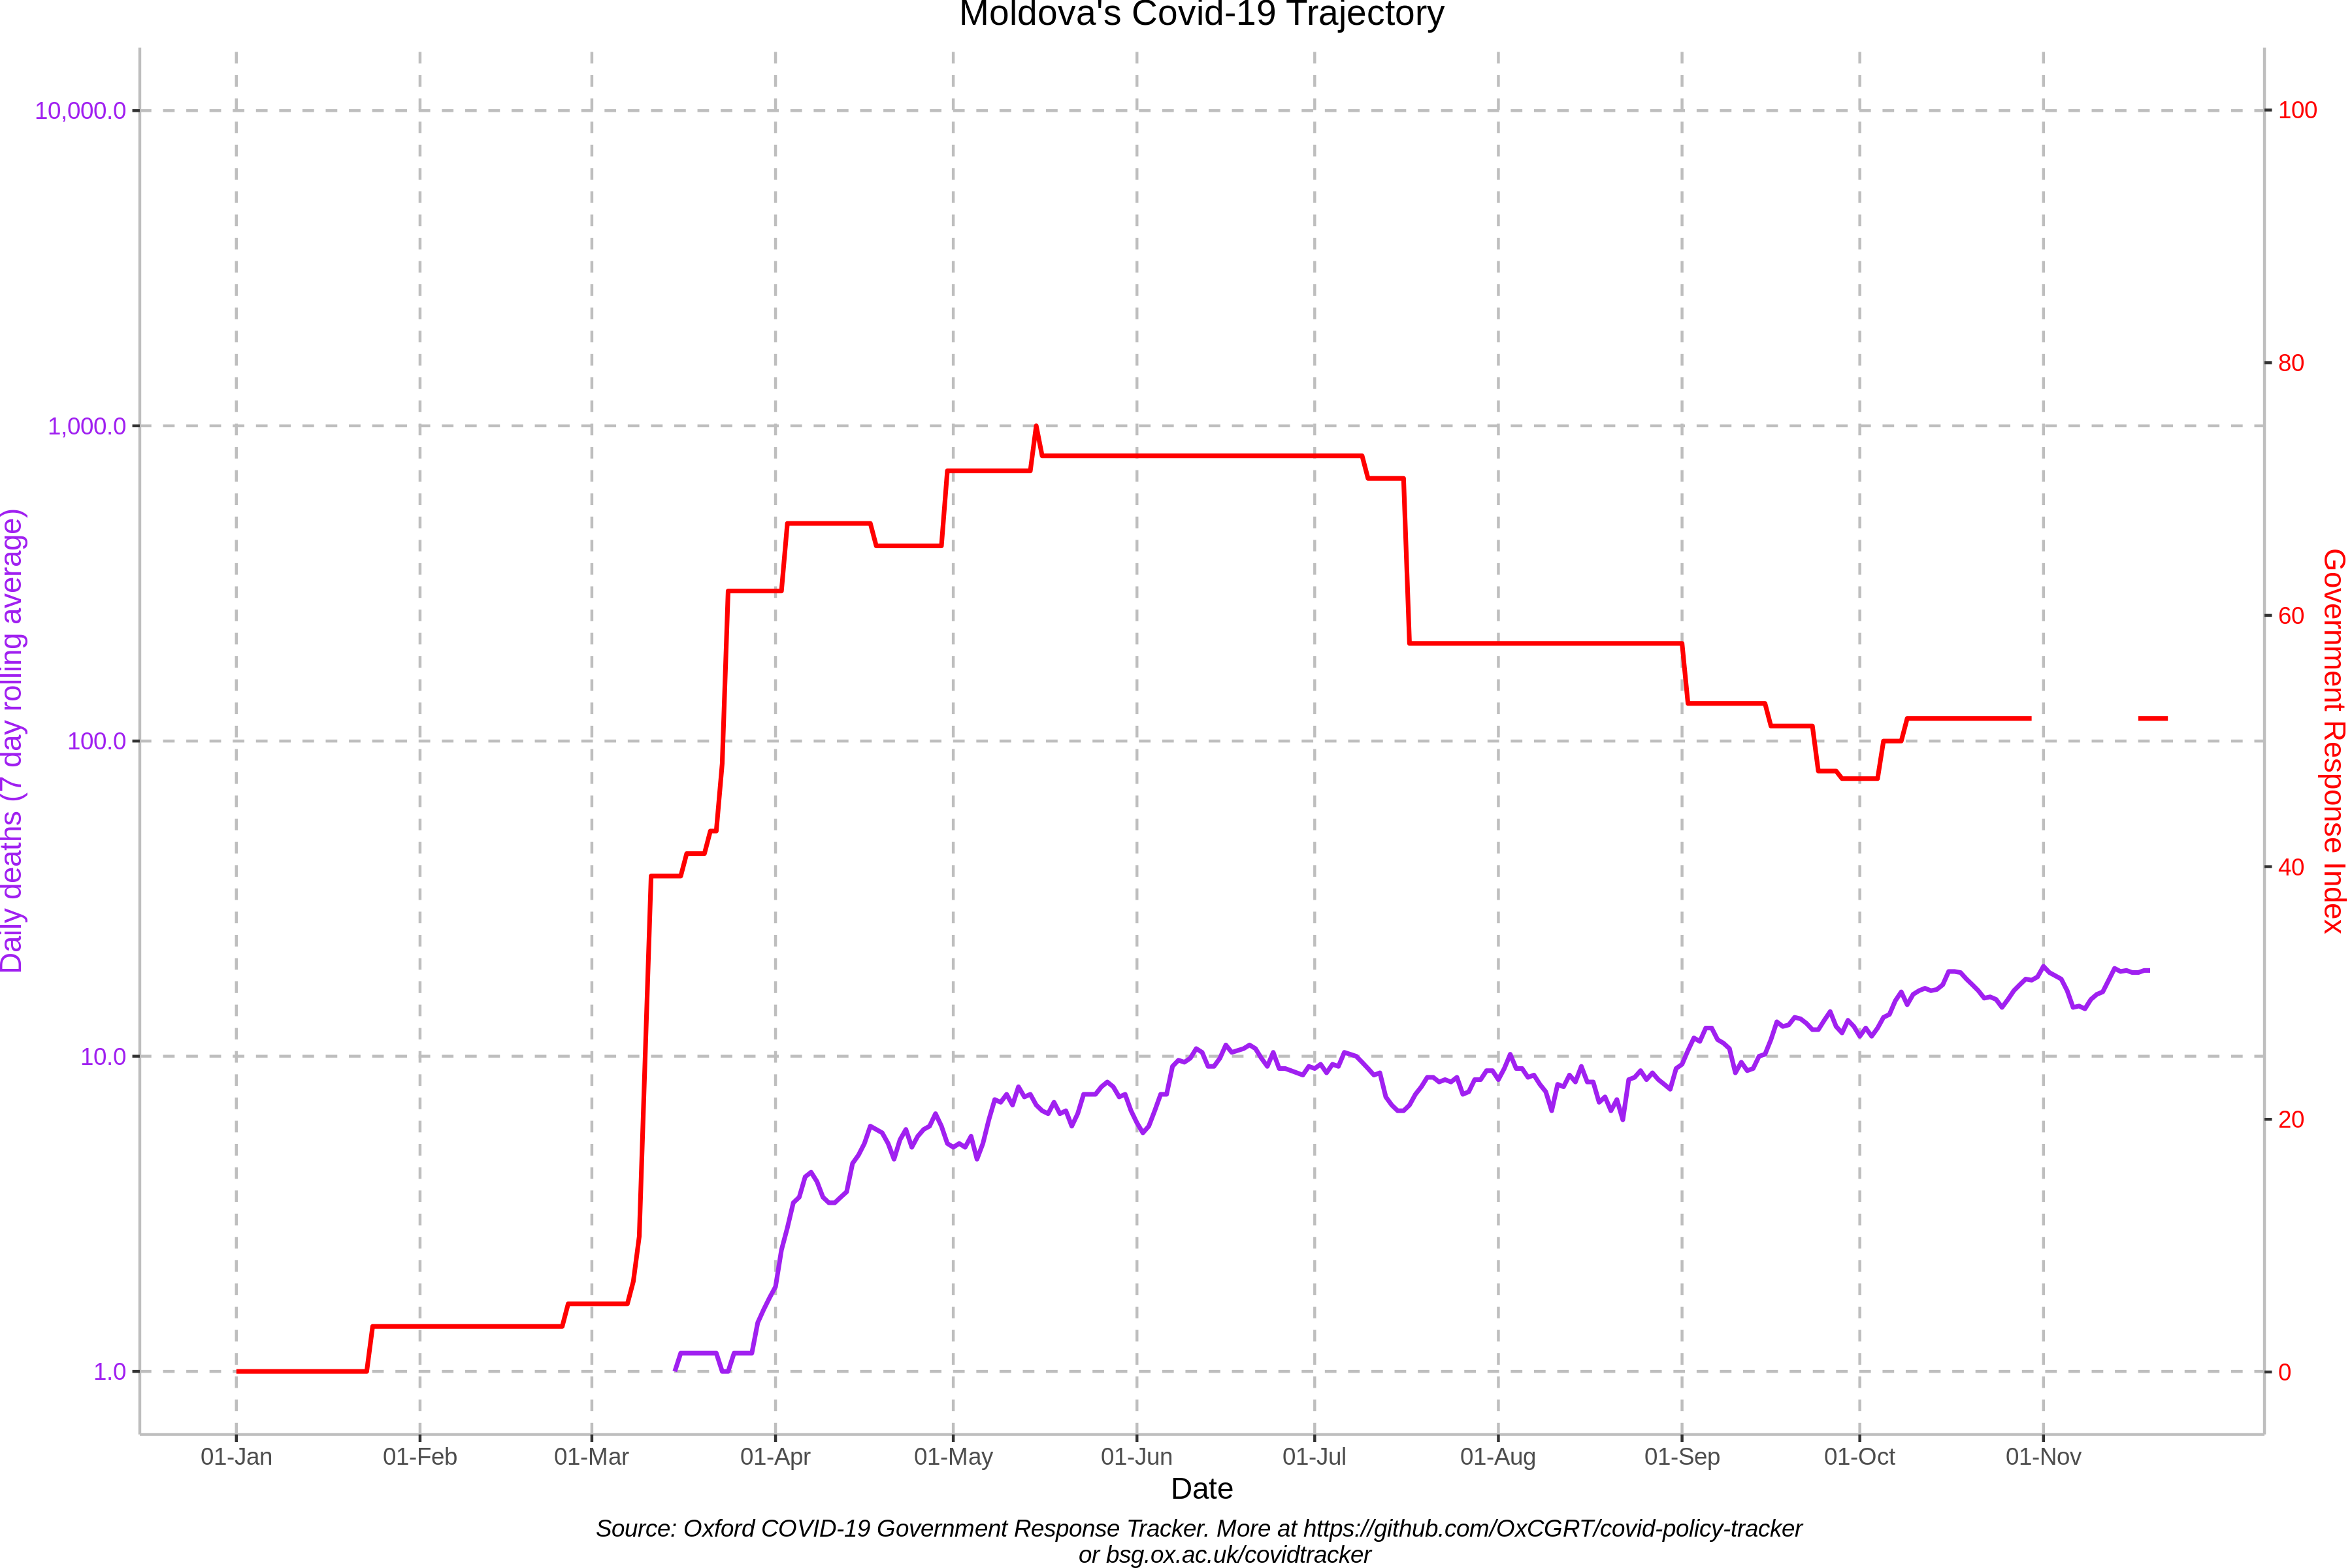 Moldova's Covid-19 Trajectory
10,000.0
1,000.0
100.0
10.0
1.0
Daily deaths (7 day rolling average)
100
80
60
40
20
0
Government Response Index
01-Jan
01-Feb
01-Mar
01-Apr
01-May
01-Jun
01-Jul
01-Aug
01-Sep
01-Oct
01-Nov
Date
Source: Oxford COVID-19 Government Response Tracker. More at https://github.com/OxCGRT/covid-policy-tracker
or bsg.ox.ac.uk/covidtracker